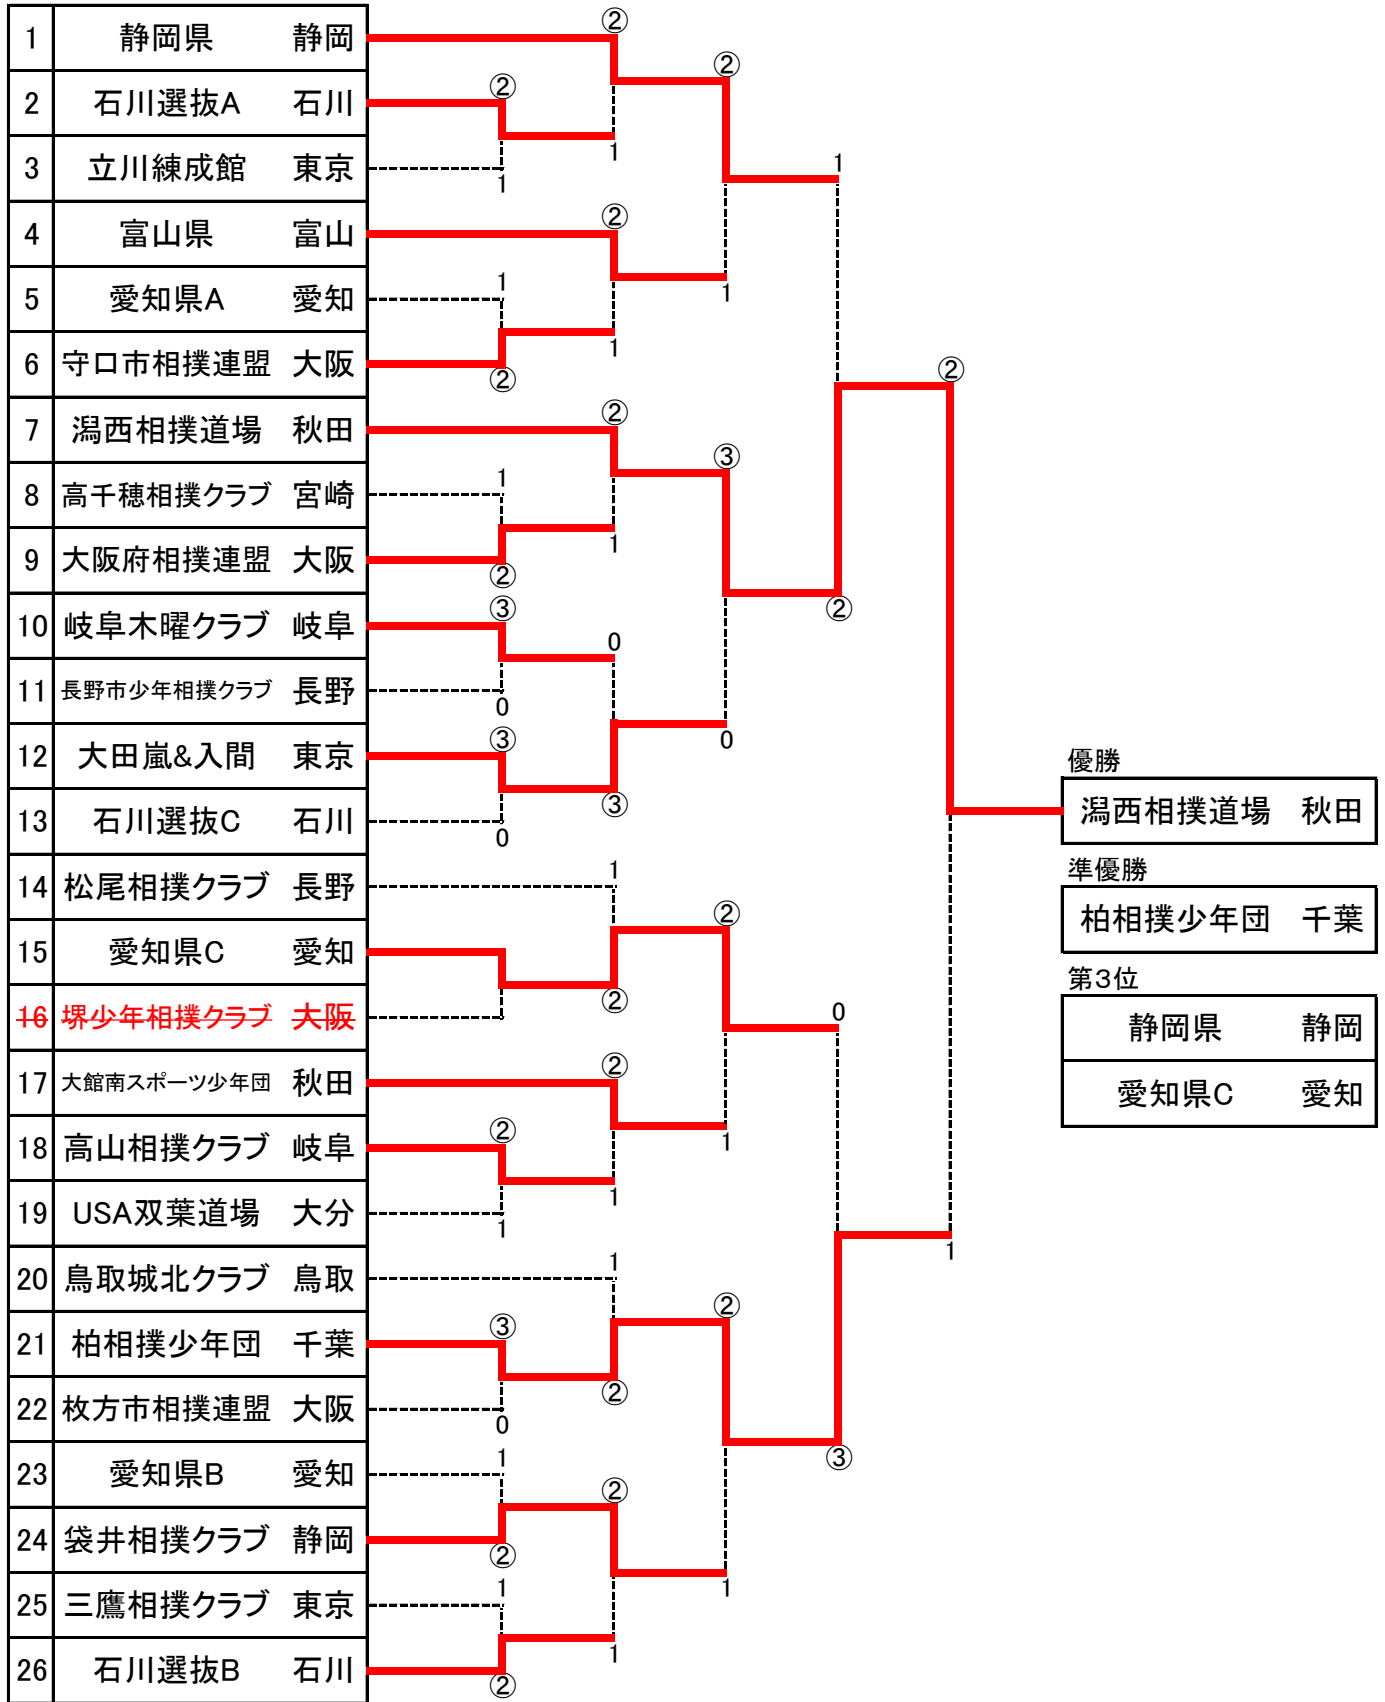 1 静岡県 静岡
2 石川選抜A 石川
3 立川練成館 東京
4 富山県 富山
5 愛知県A 愛知
6 守口市相撲連盟 大阪
7 潟西相撲道場 秋田
8 高千穂相撲クラブ 宮崎
9 大阪府相撲連盟 大阪
10 岐阜木曜クラブ 岐阜
11 長野市少年相撲クラブ 長野
12 大田嵐&入間 東京
13 石川選抜C 石川
14 松尾相撲クラブ 長野
15 愛知県C 愛知
16 堺少年相撲クラブ 大阪
17 大館南スポーツ少年団 秋田
18 高山相撲クラブ 岐阜
19 USA双葉道場 大分
20 鳥取城北クラブ 鳥取
21 柏相撲少年団 千葉
22 枚方市相撲連盟 大阪
23 愛知県B 愛知
24 袋井相撲クラブ 静岡
25 三鷹相撲クラブ 東京
26 石川選抜B 石川
②
1
1
②
1
②
③
0
③
0
②
1
③
0
1
②
1
②
②
1
②
1
②
1
0
③
1
②
②
1
1
②
②
1
②
1
③
0
②
1
②
1
1
②
0
③
②
1
優勝
潟西相撲道場 秋田
準優勝
柏相撲少年団 千葉
第3位
静岡県 静岡
愛知県C 愛知